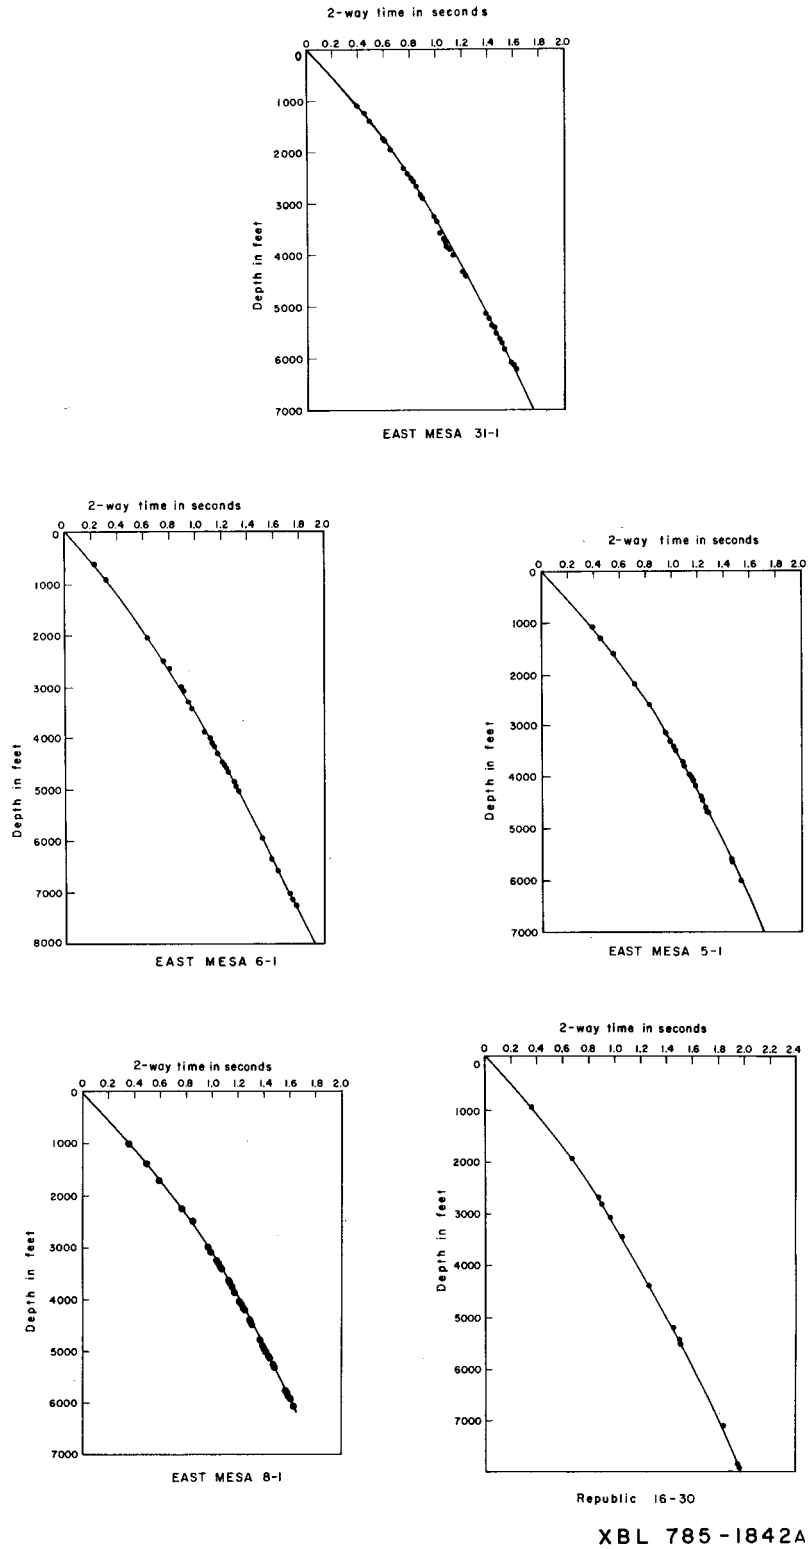 2-way time in seconds
0 0.2 0.4 0.6 0.8 1.0 1.2 1.4 1.6 1.8 2.0
0
1000
2000
3000
4000
5000
6000
7000
Depth in feet
EAST MESA 31-1
2-way time in seconds
0 0.2 0.4 0.6 0.8 1.0 1.2 1.4 1.6 1.8 2.0
0
1000
2000
3000
4000
5000
6000
7000
8000
Depth in feet
EAST MESA 6-1
2-way time in seconds
0 0.2 0.4 0.6 0.8 1.0 1.2 1.4 1.6 1.8 2.0
0
1000
2000
3000
4000
5000
6000
7000
Depth in feet
EAST MESA 5-1
2-way time in seconds
0 0.2 0.4 0.6 0.8 1.0 1.2 1.4 1.6 1.8 2.0
0
1000
2000
3000
4000
5000
6000
7000
Depth in feet
EAST MESA 8-1
2-way time in seconds
0 0.2 0.4 0.6 0.8 1.0 1.2 1.4 1.6 1.8 2.0 2.2 2.4
0
1000
2000
3000
4000
5000
6000
7000
Depth in feet
Republic 16-30
XBL 785-1842A